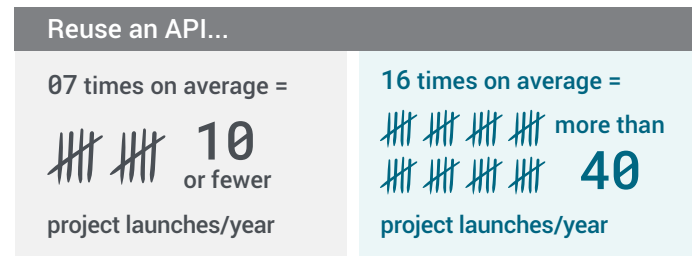 Reuse an API...
07 times on average =
10
or fewer
project launches/year
16 times on average =
more than
40
project launches/year